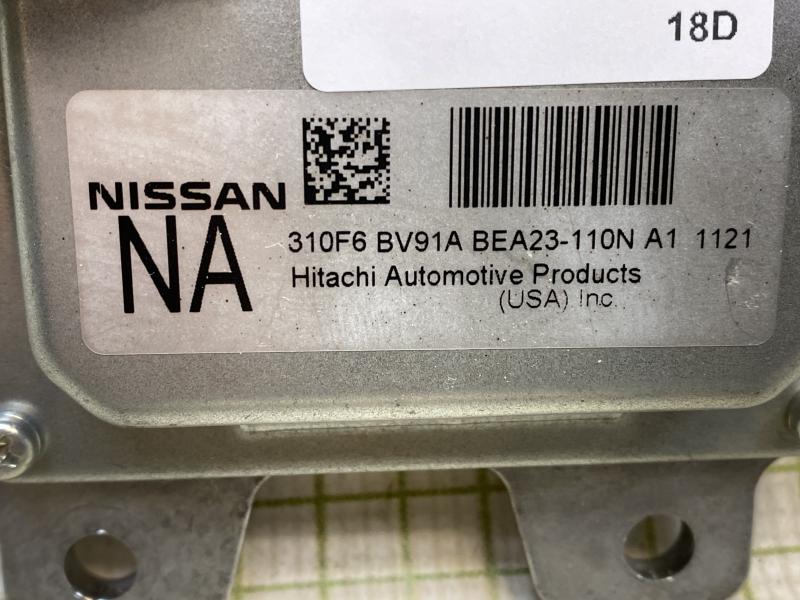 18D
NISSAN
NA
310F6 BV91A BEA23-110N A1 1121
Hitachi Automotive Products
(USA) Inc.